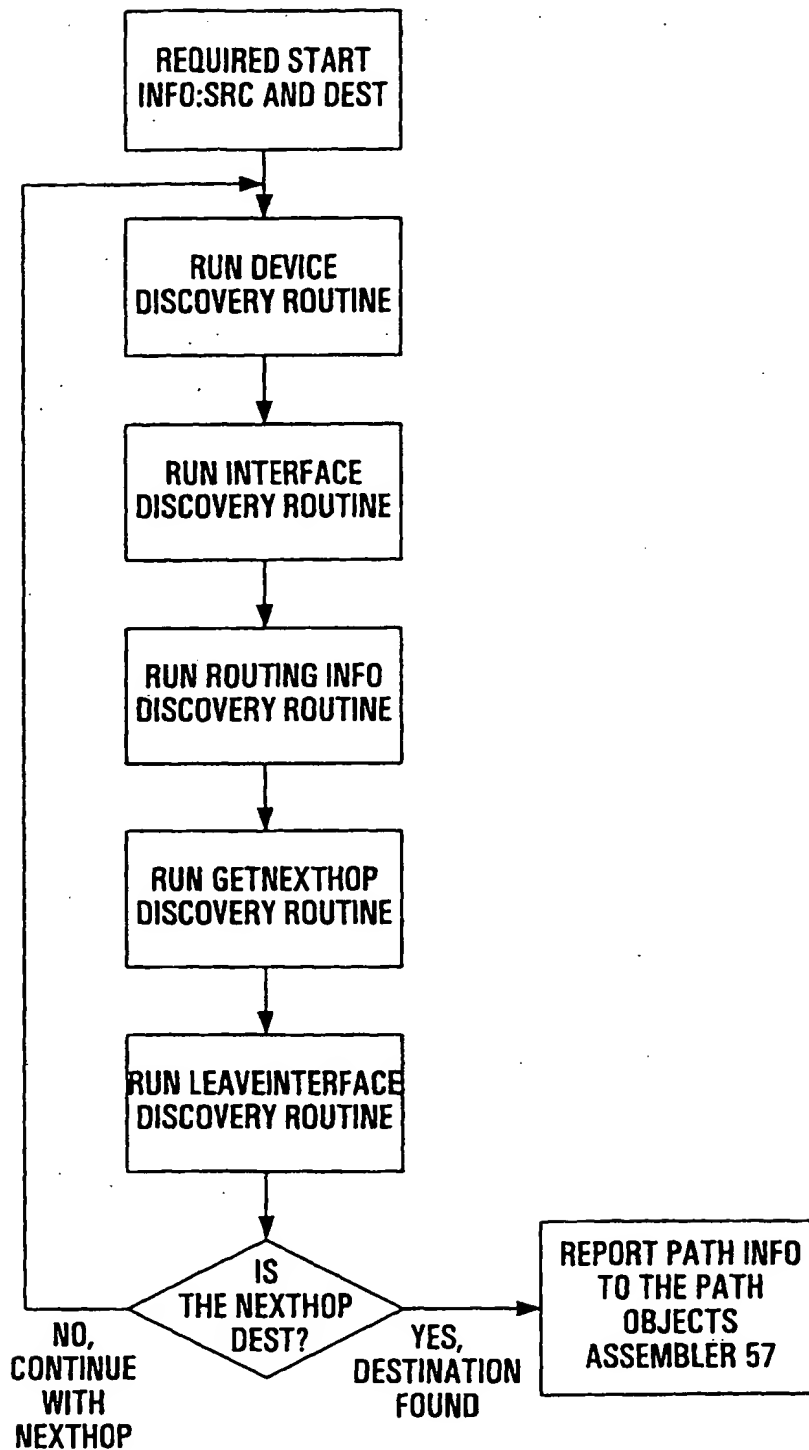 REQUIRED START
INFO:SRC AND DEST
RUN DEVICE
DISCOVERY ROUTINE
RUN INTERFACE
DISCOVERY ROUTINE
RUN ROUTING INFO
DISCOVERY ROUTINE
RUN GETNEXTHOP
DISCOVERY ROUTINE
RUN LEAVEINTERFACE
DISCOVERY ROUTINE
IS
THE NEXTHOP
DEST?
NO,
CONTINUE
WITH
NEXTHOP
YES,
DESTINATION
FOUND
REPORT PATH INFO
TO THE PATH
OBJECTS
ASSEMBLER 57